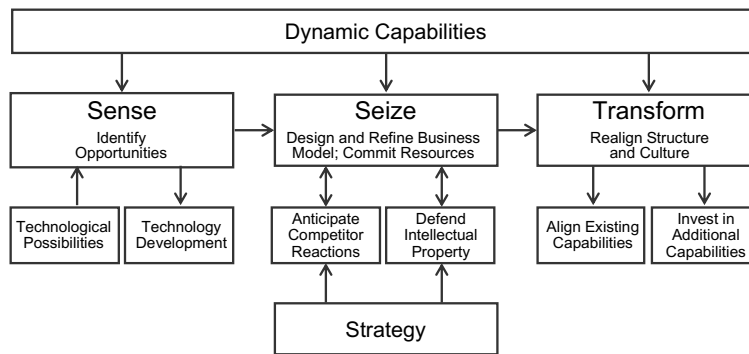 Dynamic Capabilities
Sense
Identify
Opportunities
Seize
Design and Refine Business
Model; Commit Resources
Transform
Realign Structure
and Culture
Technological
Possibilities
Technology
Development
Anticipate
Competitor
Reactions
Defend
Intellectual
Property
Align Existing
Capabilities
Invest in
Additional
Capabilities
Strategy